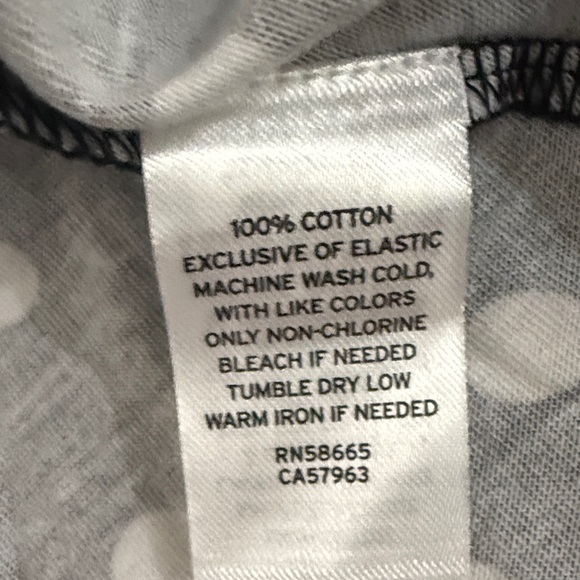 100% COTTON
EXCLUSIVE OF ELASTIC
MACHINE WASH COLD,
WITH LIKE COLORS
ONLY NON-CHLORINE
BLEACH IF NEEDED
TUMBLE DRY LOW
WARM IRON IF NEEDED
RN58665
CA57963